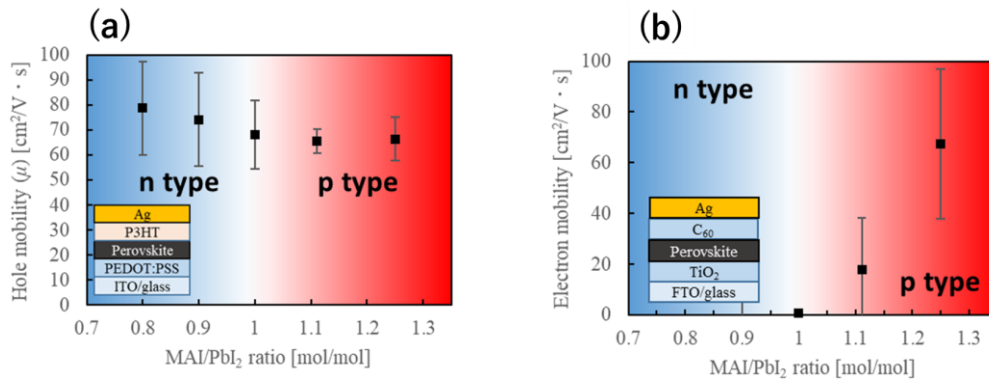 (a)
Hole mobility (μ) [cm²/V・s]
100
90
80
70
60
50
40
30
20
10
0
n type
p type
Ag
P3HT
Perovskite
PEDOT:PSS
ITO/glass
0.7 0.8 0.9 1 1.1 1.2 1.3
MAI/PbI₂ ratio [mol/mol]
(b)
Electron mobility [cm²/V・s]
100
80
60
40
20
0
n type
p type
Ag
C₆₀
Perovskite
TiO₂
FTO/glass
0.7 0.8 0.9 1 1.1 1.2 1.3
MAI/PbI₂ ratio [mol/mol]